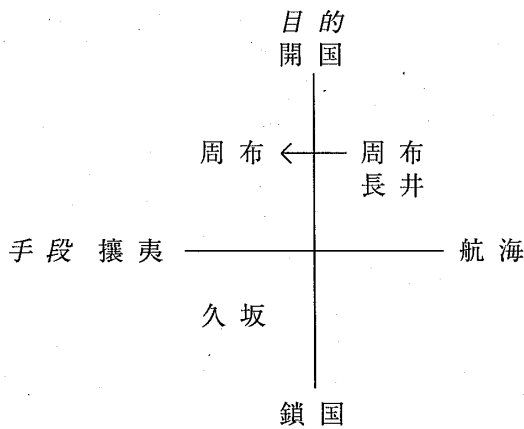 目的
開国
周布 周布
長井
手段 攘夷 航海
久坂
鎖国